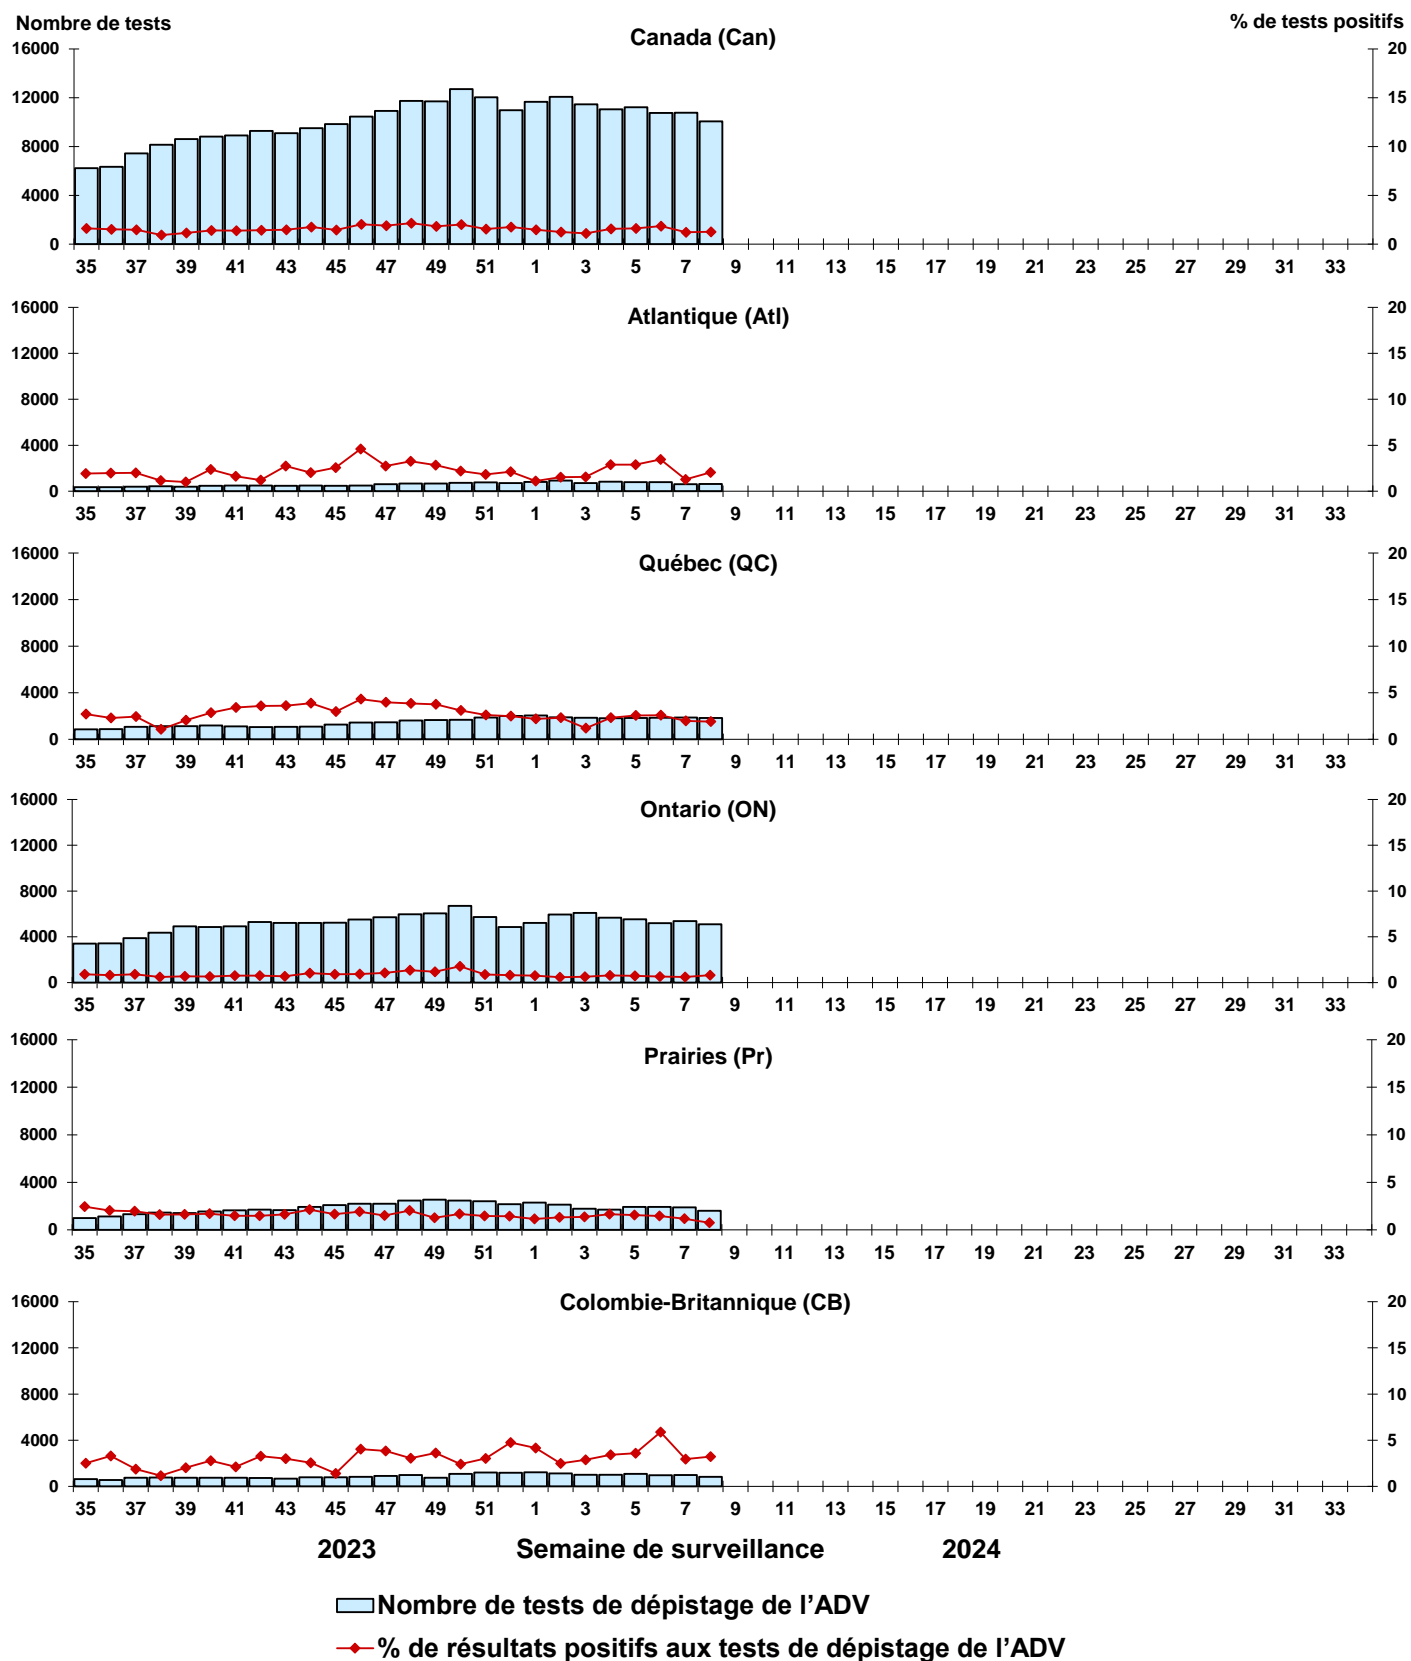 Nombre de tests % de tests positifs
Canada (Can)
16000 20
12000 15
8000 10
4000 5
0 0
35 37 39 41 43 45 47 49 51 1 3 5 7 9 11 13 15 17 19 21 23 25 27 29 31 33
Atlantique (Atl)
16000 20
12000 15
8000 10
4000 5
0 0
35 37 39 41 43 45 47 49 51 1 3 5 7 9 11 13 15 17 19 21 23 25 27 29 31 33
Québec (QC)
16000 20
12000 15
8000 10
4000 5
0 0
35 37 39 41 43 45 47 49 51 1 3 5 7 9 11 13 15 17 19 21 23 25 27 29 31 33
Ontario (ON)
16000 20
12000 15
8000 10
4000 5
0 0
35 37 39 41 43 45 47 49 51 1 3 5 7 9 11 13 15 17 19 21 23 25 27 29 31 33
Prairies (Pr)
16000 20
12000 15
8000 10
4000 5
0 0
35 37 39 41 43 45 47 49 51 1 3 5 7 9 11 13 15 17 19 21 23 25 27 29 31 33
Colombie-Britannique (CB)
16000 20
12000 15
8000 10
4000 5
0 0
35 37 39 41 43 45 47 49 51 1 3 5 7 9 11 13 15 17 19 21 23 25 27 29 31 33
2023 Semaine de surveillance 2024
Nombre de tests de dépistage de l’ADV
% de résultats positifs aux tests de dépistage de l’ADV